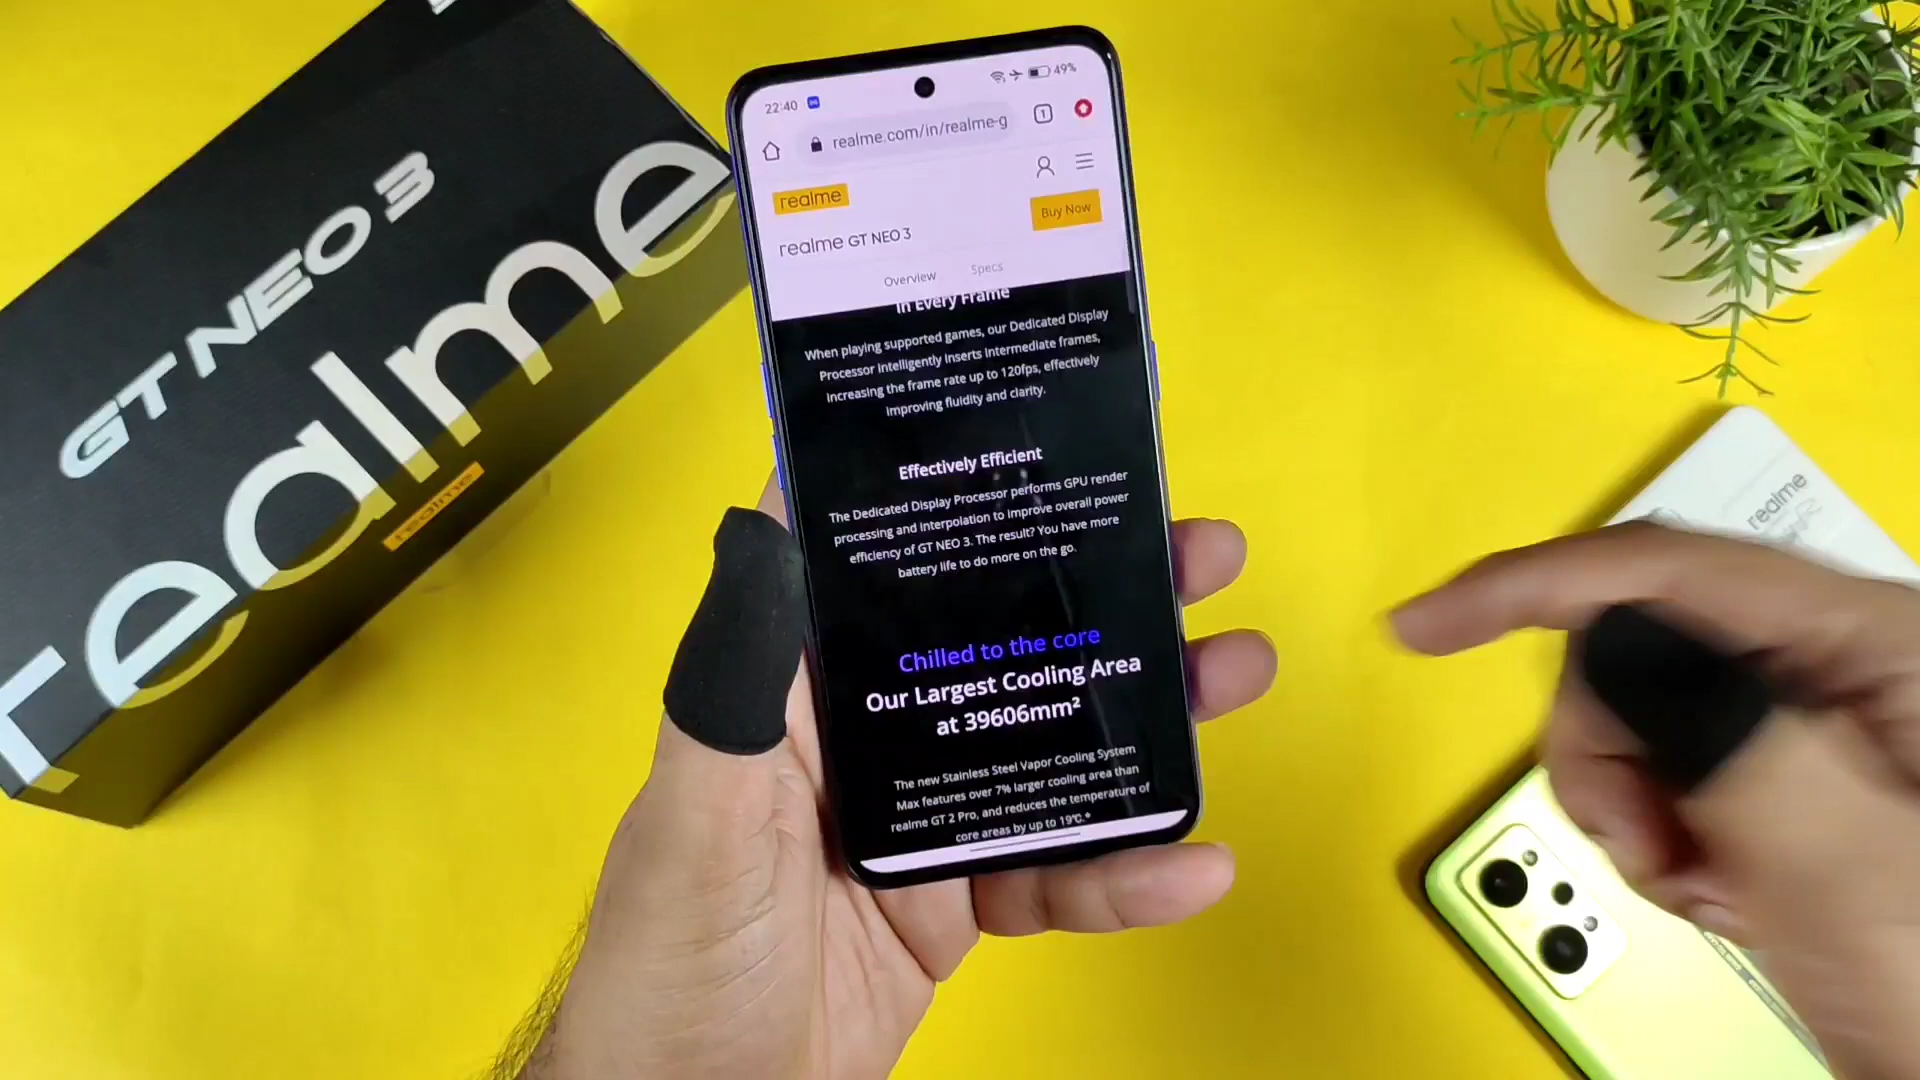 GT NEO 3
realme
realme
22:40
49%
realme.com/in/realme-g
1
realme
Buy Now
realme GT NEO 3
Overview
Specs
In Every Frame
When playing supported games, our Dedicated Display
Processor intelligently inserts intermediate frames,
increasing the frame rate up to 120fps, effectively
improving fluidity and clarity.
Effectively Efficient
The Dedicated Display Processor performs GPU render
processing and interpolation to improve overall power
efficiency of GT NEO 3. The result? You have more
battery life to do more on the go.
Chilled to the core
Our Largest Cooling Area
at 39606mm²
The new Stainless Steel Vapor Cooling System
Max features over 7% larger cooling area than
realme GT 2 Pro, and reduces the temperature of
core areas by up to 19℃.*
realme